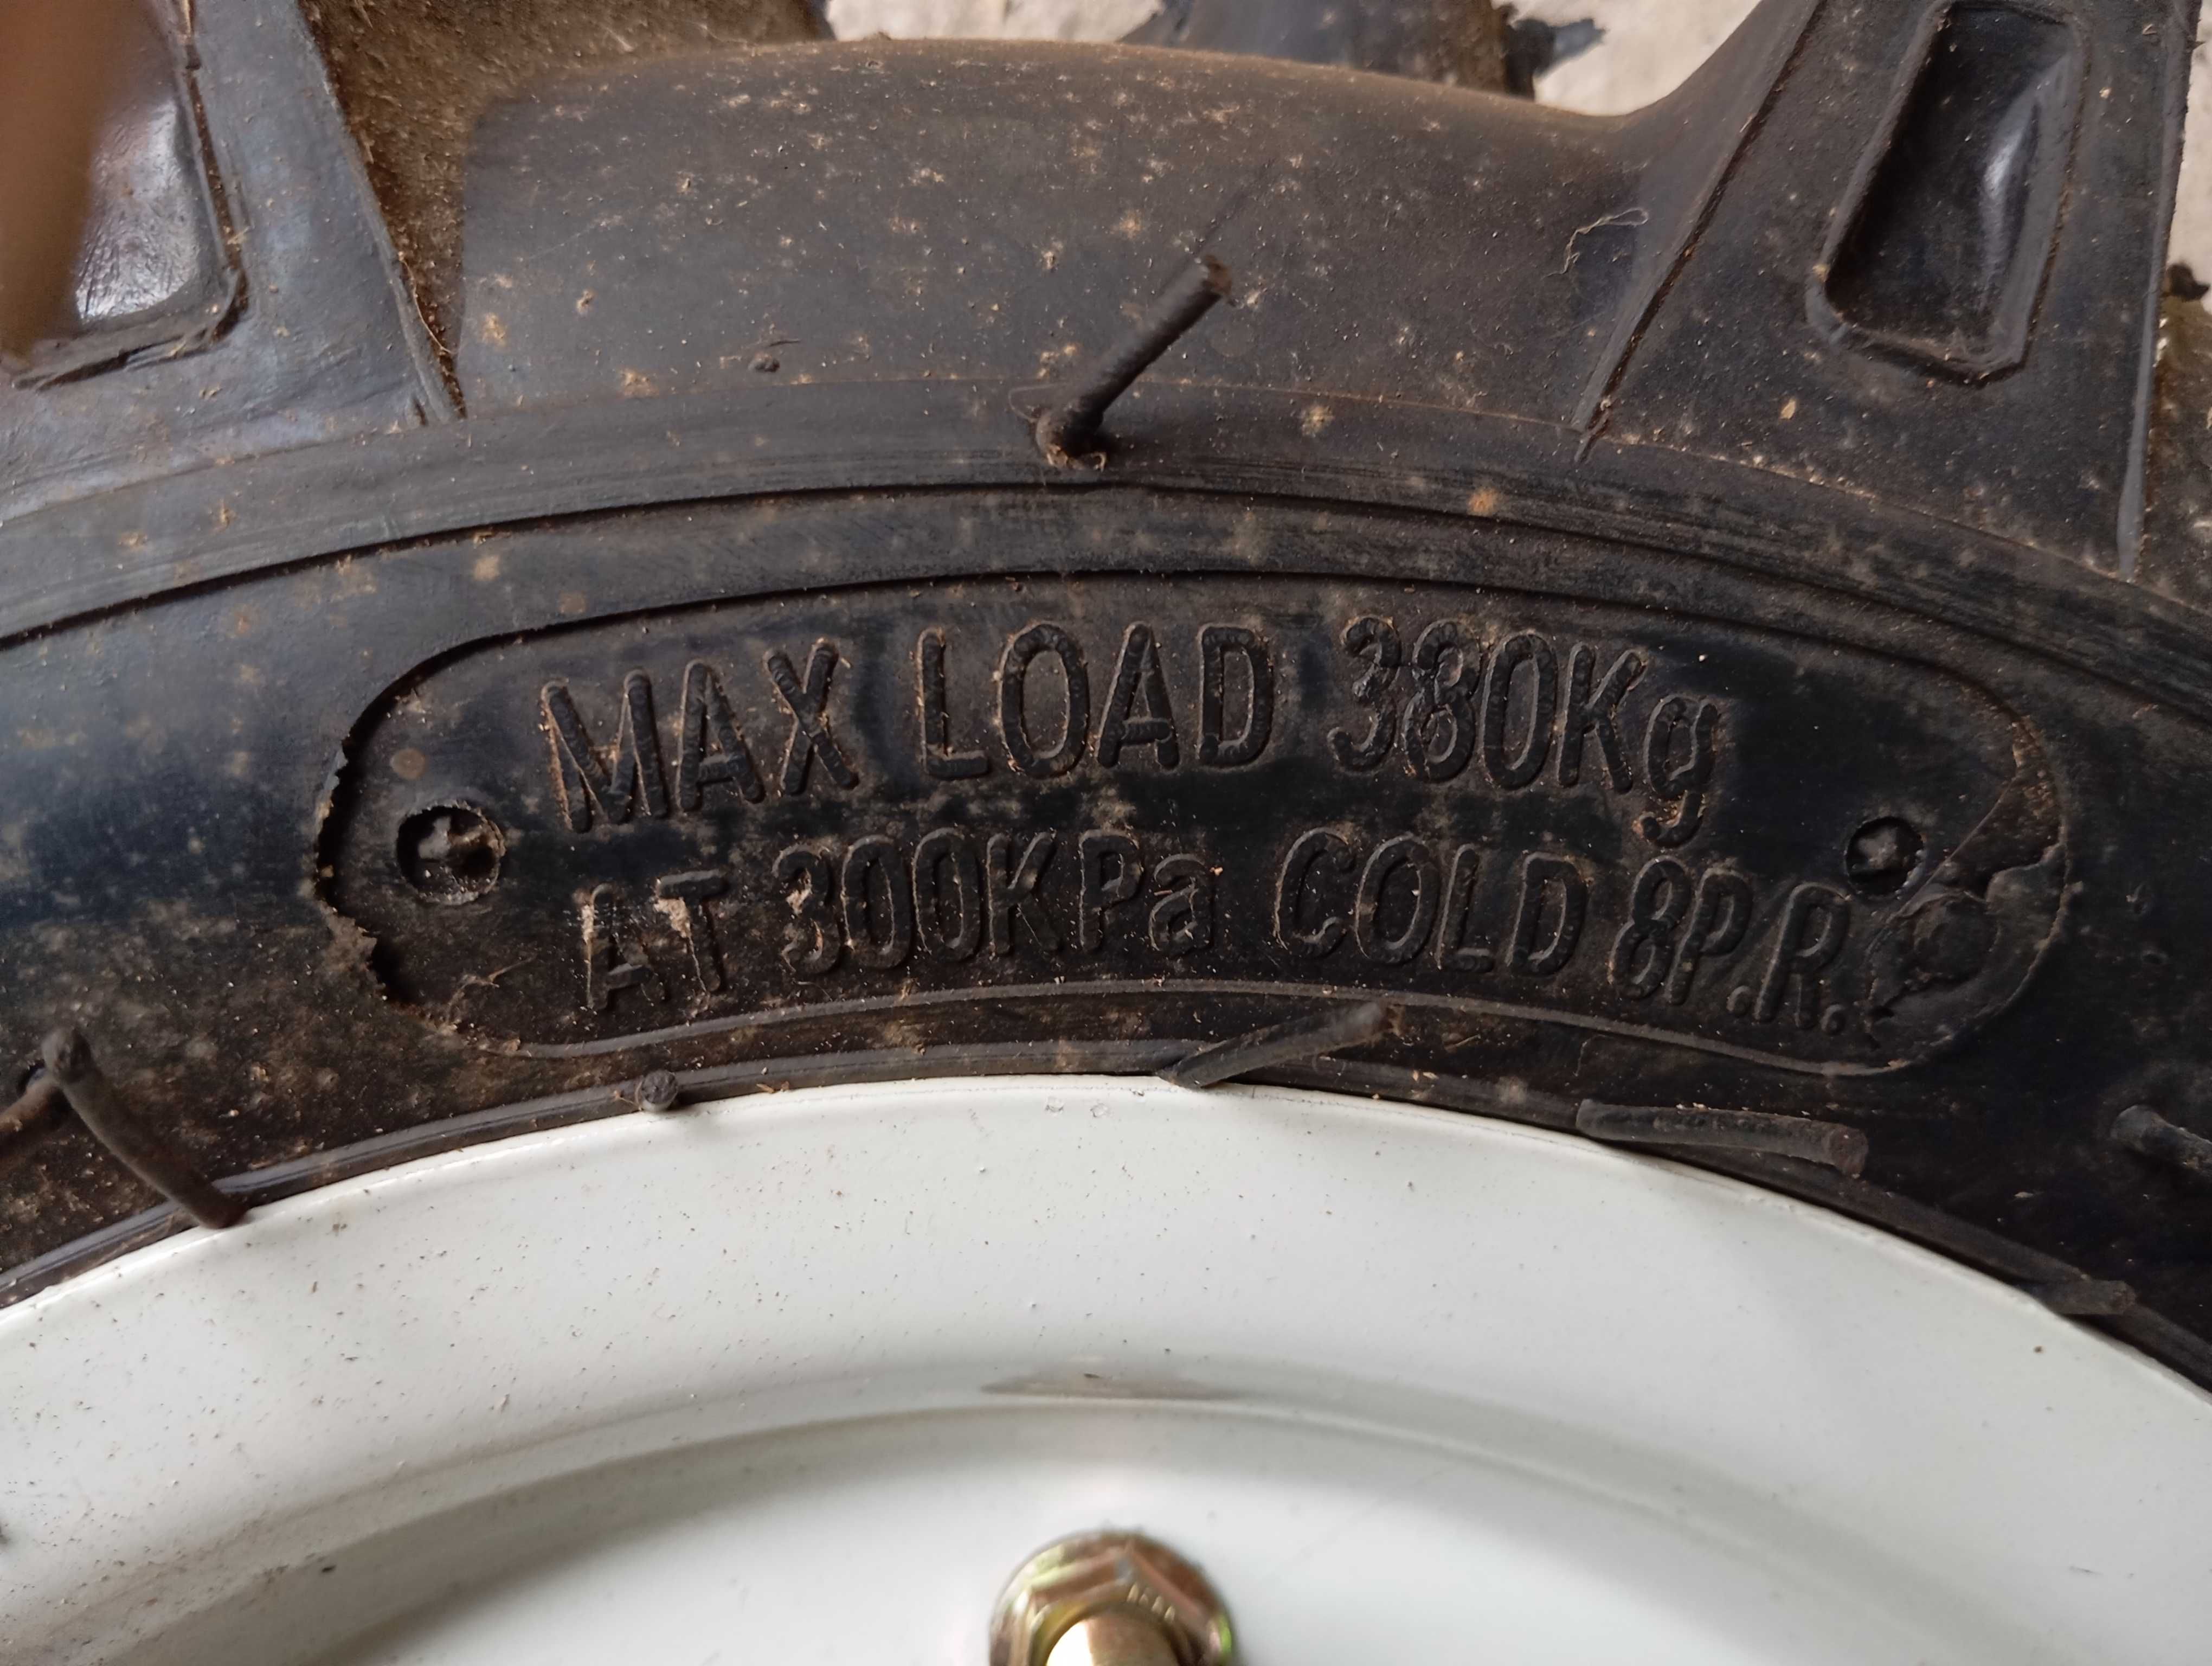 MAX LOAD 380Kg
AT 300KPa COLD 8P.R.